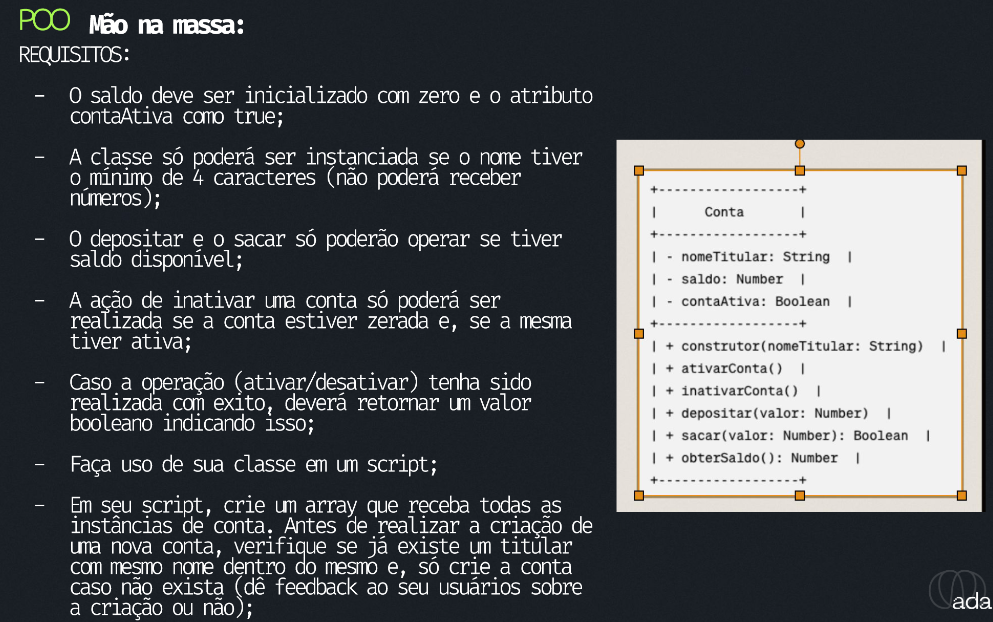 POO Mão na massa:
REQUISITOS:
- O saldo deve ser inicializado com zero e o atributo
contaAtiva como true;
- A classe só poderá ser instanciada se o nome tiver
o mínimo de 4 caracteres (não poderá receber
números);
- O depositar e o sacar só poderão operar se tiver
saldo disponível;
- A ação de inativar uma conta só poderá ser
realizada se a conta estiver zerada e, se a mesma
tiver ativa;
- Caso a operação (ativar/desativar) tenha sido
realizada com exito, deverá retornar um valor
booleano indicando isso;
- Faça uso de sua classe em um script;
- Em seu script, crie um array que receba todas as
instâncias de conta. Antes de realizar a criação de
uma nova conta, verifique se já existe um titular
com mesmo nome dentro do mesmo e, só crie a conta
caso não exista (dê feedback ao seu usuários sobre
a criação ou não);
+------------------+
| Conta |
+------------------+
| - nomeTitular: String |
| - saldo: Number |
| - contaAtiva: Boolean |
+------------------+
| + construtor(nomeTitular: String) |
| + ativarConta() |
| + inativarConta() |
| + depositar(valor: Number) |
| + sacar(valor: Number): Boolean |
| + obterSaldo(): Number |
+------------------+
ada